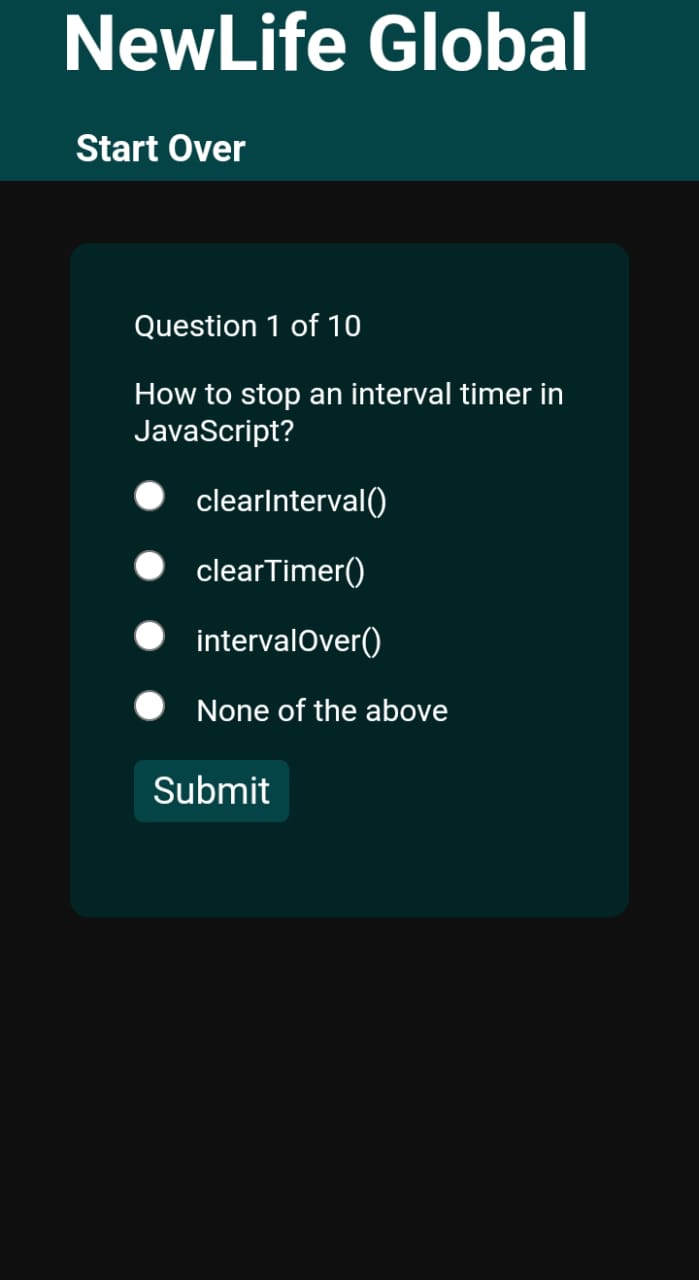 NewLife Global
Start Over
Question 1 of 10
How to stop an interval timer in
JavaScript?
clearInterval()
clearTimer()
intervalOver()
None of the above
Submit